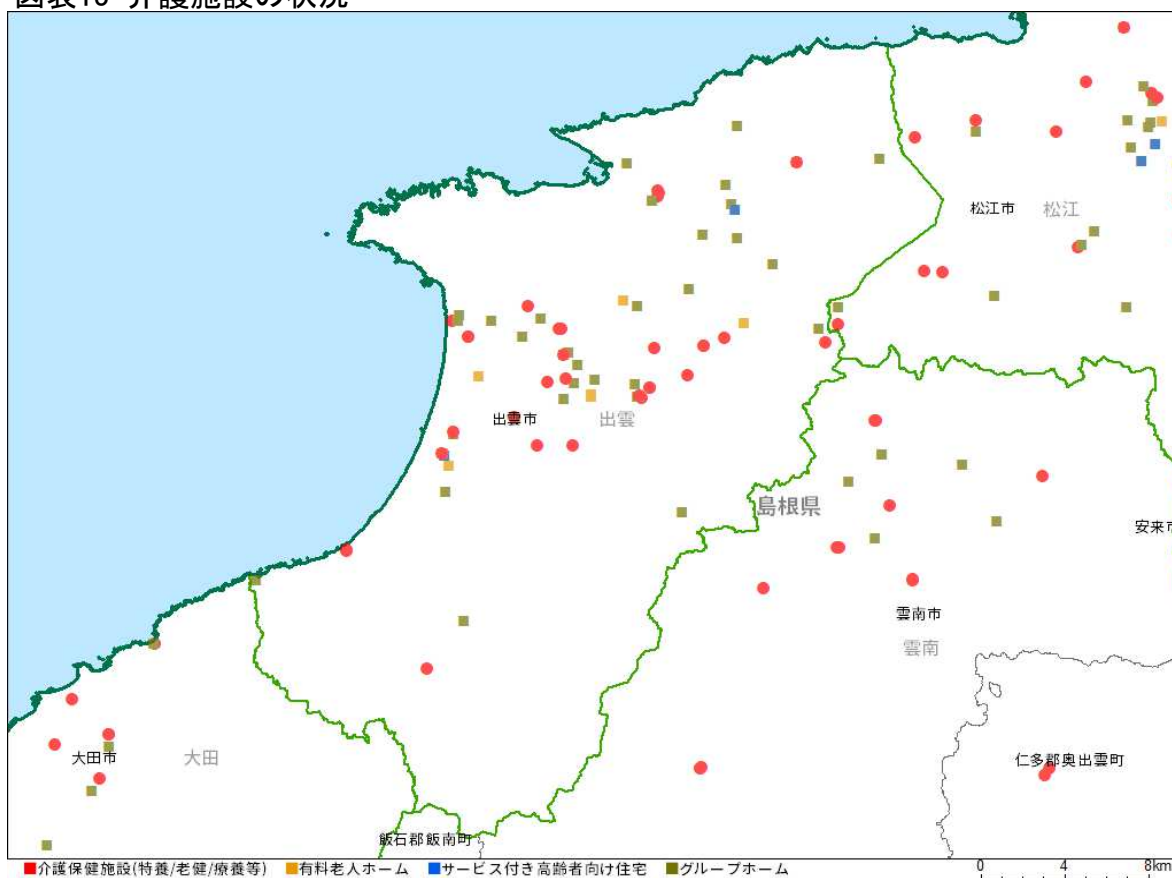 図表10 介護施設の状況
松江市 松江
出雲市 出雲
島根県
安来市
雲南市
雲南
大田市 大田
仁多郡奥出雲町
飯石郡飯南町
■介護保健施設(特養/老健/療養等) ■有料老人ホーム ■サービス付き高齢者向け住宅 ■グループホーム 0 4 8km